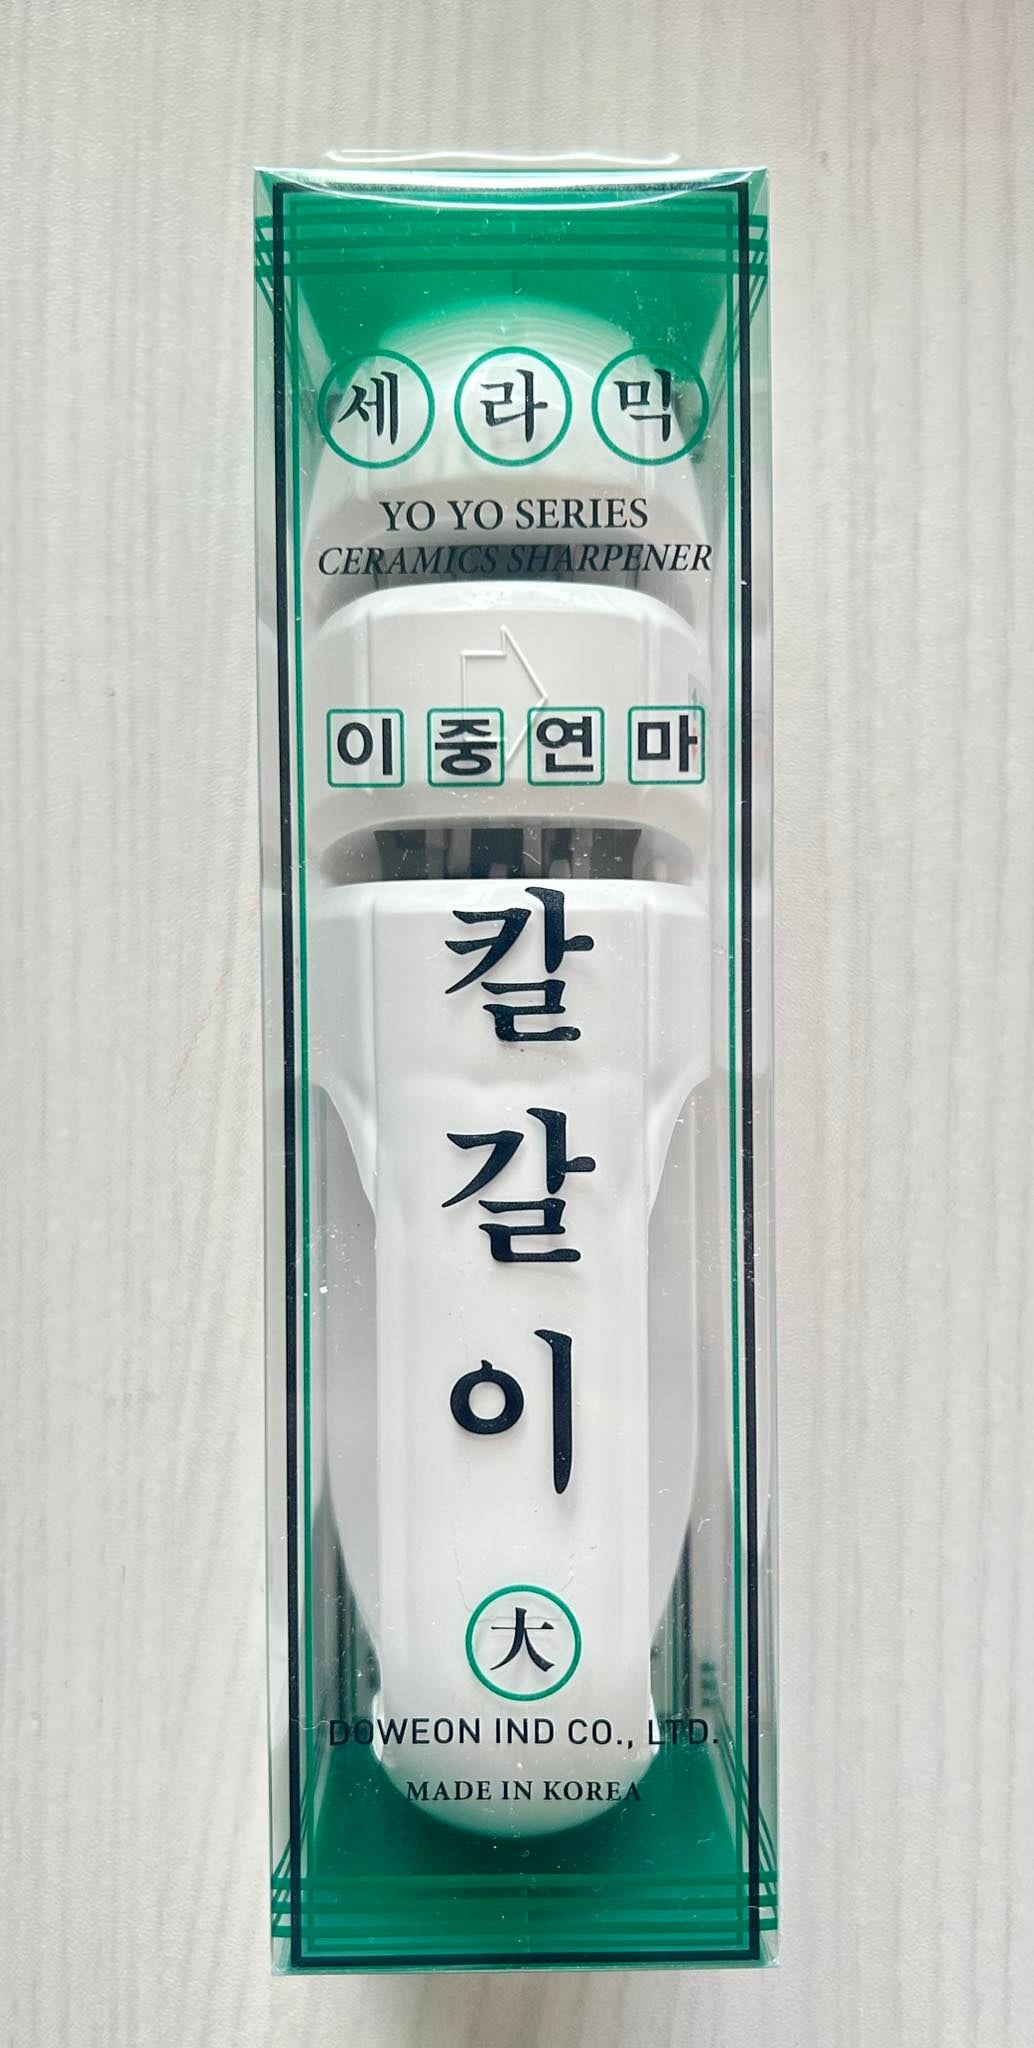 세라믹
YO YO SERIES
CERAMICS SHARPENER
이중연마
칼
갈
이
大
DOWEON IND CO., LTD.
MADE IN KOREA